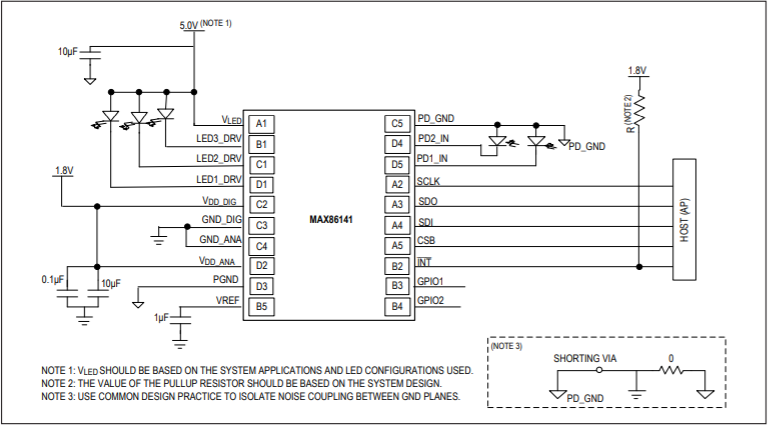 5.0V (NOTE 1)
10µF
1.8V
R (NOTE 2)
VLED A1
LED3_DRV B1
LED2_DRV C1
LED1_DRV D1
1.8V
VDD_DIG C2
GND_DIG C3
GND_ANA C4
VDD_ANA D2
0.1µF
10µF
PGND D3
VREF B5
1µF
MAX86141
C5 PD_GND
D4 PD2_IN
D5 PD1_IN
PD_GND
A2 SCLK
A3 SDO
A4 SDI
A5 CSB
B2 INT
B3 GPIO1
B4 GPIO2
HOST (AP)
(NOTE 3)
SHORTING VIA 0
PD_GND
NOTE 1: VLED SHOULD BE BASED ON THE SYSTEM APPLICATIONS AND LED CONFIGURATIONS USED.
NOTE 2: THE VALUE OF THE PULLUP RESISTOR SHOULD BE BASED ON THE SYSTEM DESIGN.
NOTE 3: USE COMMON DESIGN PRACTICE TO ISOLATE NOISE COUPLING BETWEEN GND PLANES.